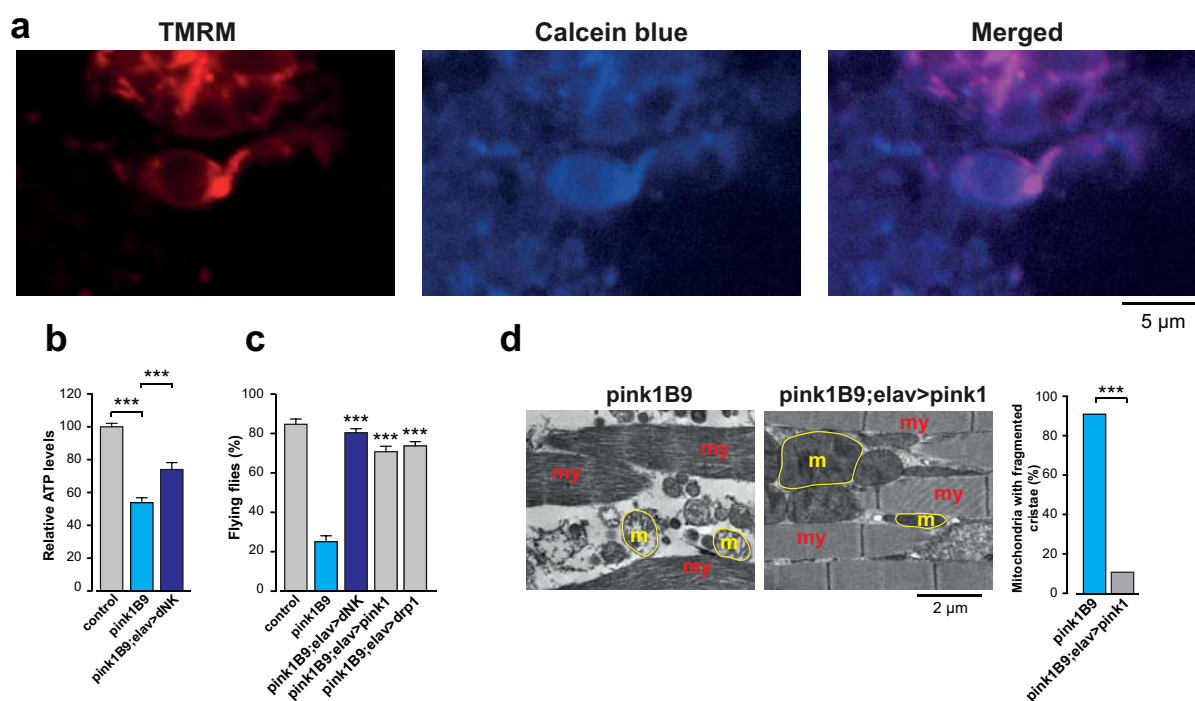 a
TMRM
Calcein blue
Merged
5 µm
b
Relative ATP levels
120
100
80
60
40
20
0
***
***
control
pink1B9
pink1B9;elav>dNK
c
Flying flies (%)
100
80
60
40
20
0
***
***
***
control
pink1B9
pink1B9;elav>dNK
pink1B9;elav>pink1
pink1B9;elav>drp1
d
pink1B9
my
my
m
m
my
pink1B9;elav>pink1
my
m
my
m
my
2 µm
Mitochondria with fragmented
cristae (%)
100
80
60
40
20
0
***
pink1B9
pink1B9;elav>pink1